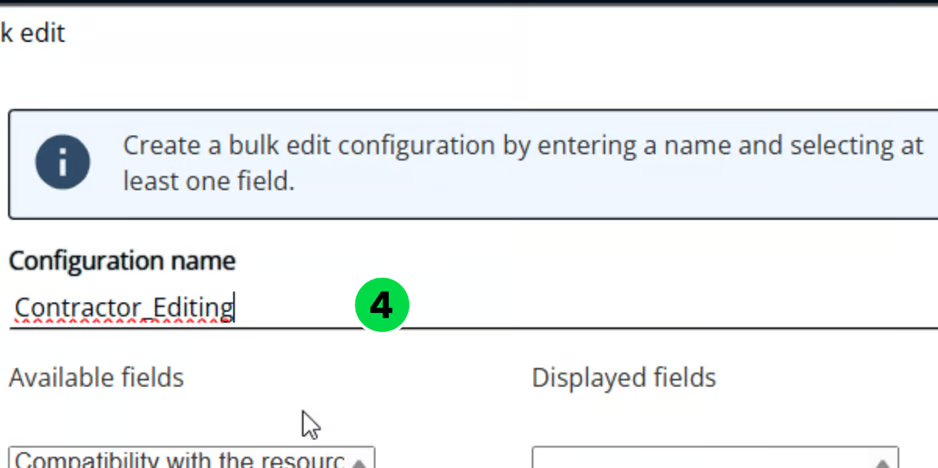 k edit
Create a bulk edit configuration by entering a name and selecting at
least one field.
Configuration name
Contractor_Editing
4
Available fields
Displayed fields
Compatibility with the resourc